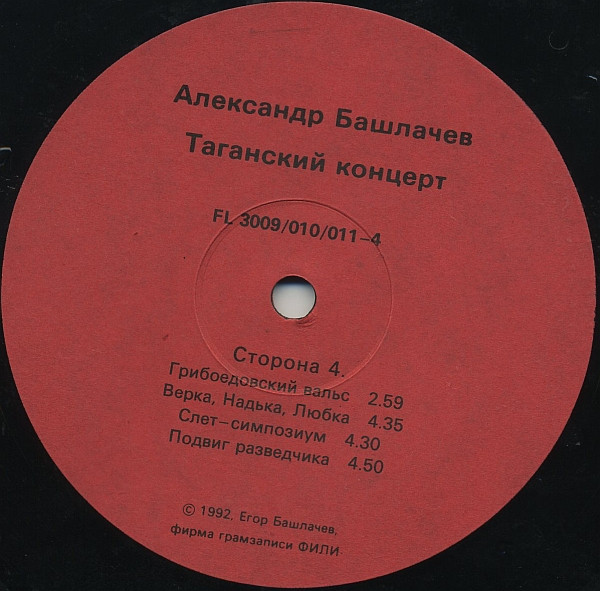 Александр Башлачев
Таганский концерт
FL 3009/010/011-4
Сторона 4.
Грибоедовский вальс 2.59
Верка, Надька, Любка 4.35
Слет-симпозиум 4.30
Подвиг разведчика 4.50
© 1992, Егор Башлачев,
фирма грамзаписи ФИЛИ